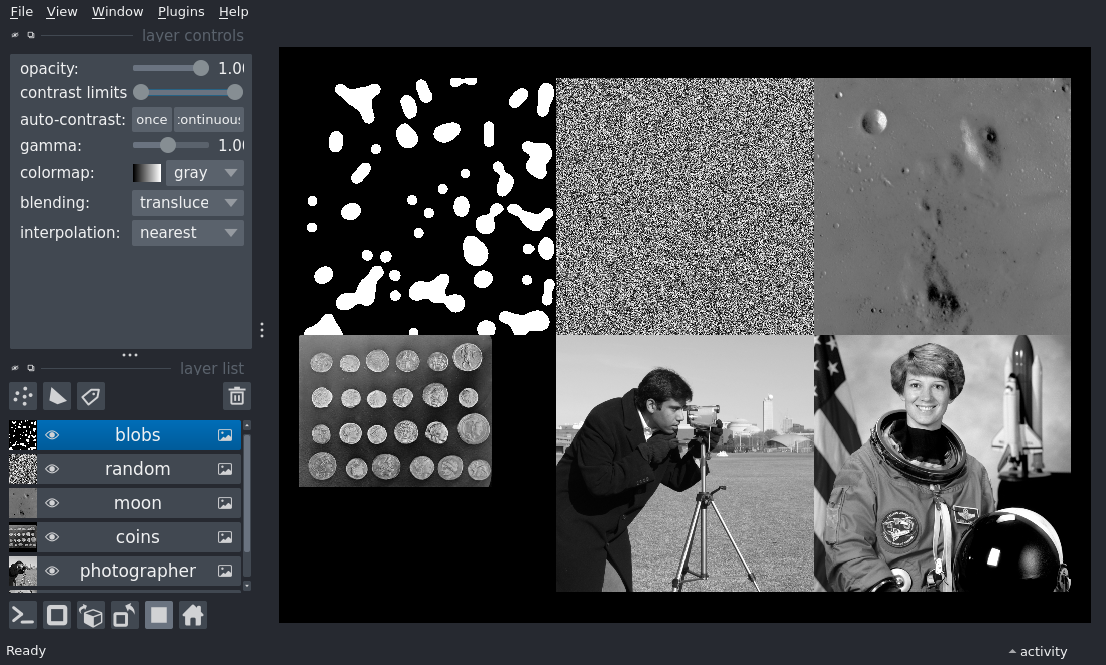 File View Window Plugins Help
layer controls
opacity: 1.0
contrast limits
auto-contrast: once continuous
gamma: 1.0
colormap: gray
blending: transluce
interpolation: nearest
layer list
blobs
random
moon
coins
photographer
Ready
activity